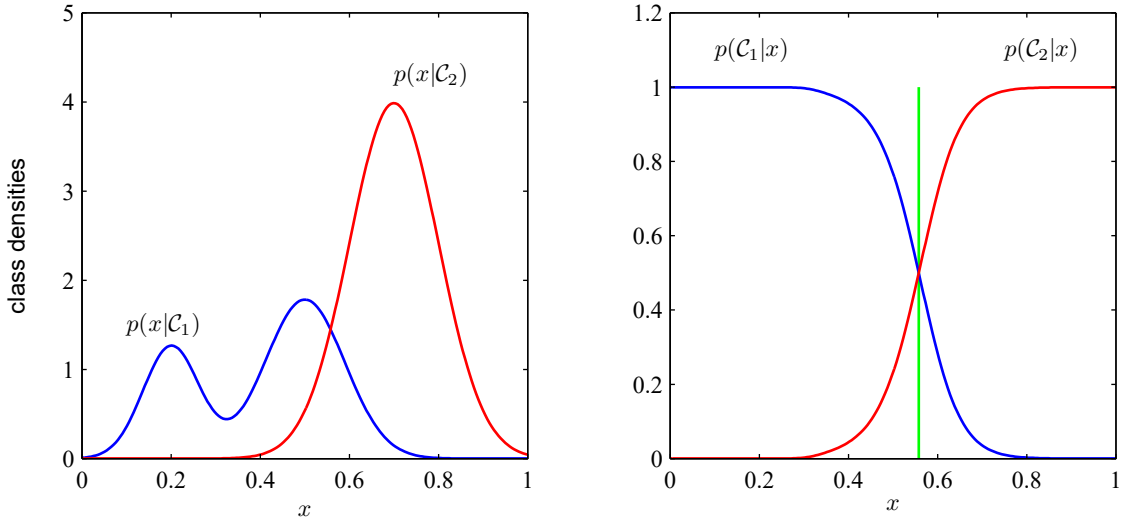 class densities
5
4
3
2
1
0
0 0.2 0.4 0.6 0.8 1
x
p(x|𝒞₂)
p(x|𝒞₁)
1.2
1
0.8
0.6
0.4
0.2
0
0 0.2 0.4 0.6 0.8 1
x
p(𝒞₁|x)
p(𝒞₂|x)